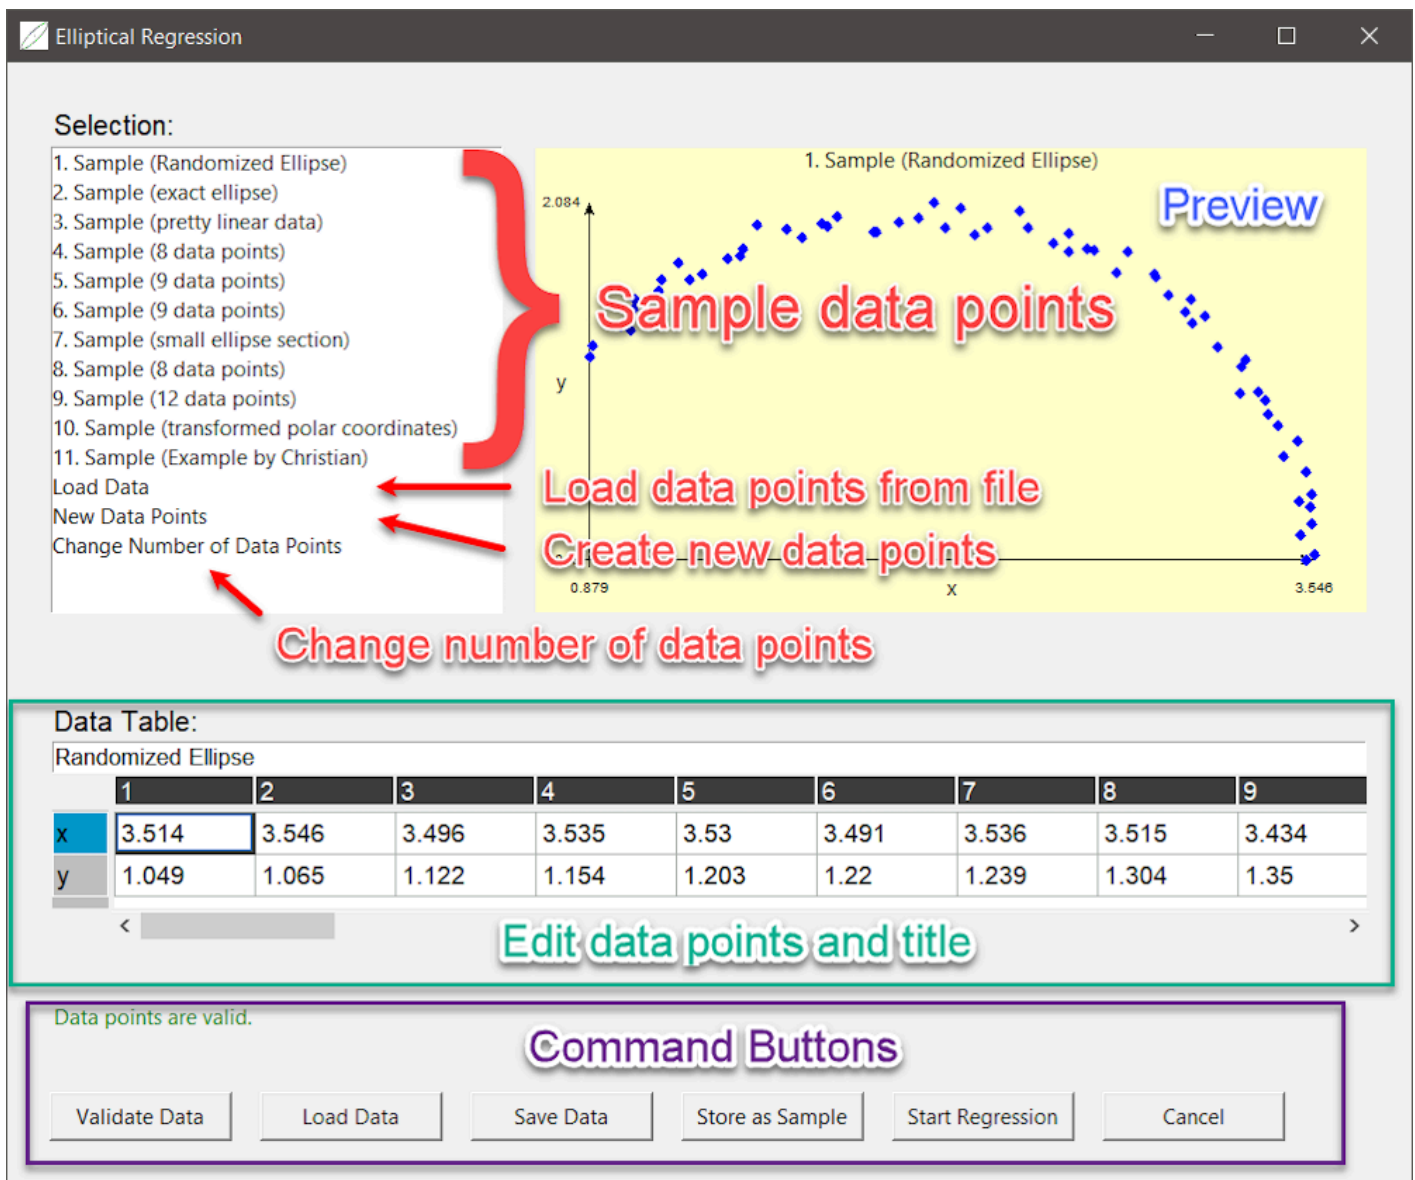 Elliptical Regression
Selection:
1. Sample (Randomized Ellipse)
2. Sample (exact ellipse)
3. Sample (pretty linear data)
4. Sample (8 data points)
5. Sample (9 data points)
6. Sample (9 data points)
7. Sample (small ellipse section)
8. Sample (8 data points)
9. Sample (12 data points)
10. Sample (transformed polar coordinates)
11. Sample (Example by Christian)
Load Data
New Data Points
Change Number of Data Points
1. Sample (Randomized Ellipse)
Preview
2.084
Sample data points
y
Load data points from file
Create new data points
0.879 x 3.546
Change number of data points
Data Table:
Randomized Ellipse
1 2 3 4 5 6 7 8 9
x 3.514 3.546 3.496 3.535 3.53 3.491 3.536 3.515 3.434
y 1.049 1.065 1.122 1.154 1.203 1.22 1.239 1.304 1.35
Edit data points and title
Data points are valid.
Command Buttons
Validate Data Load Data Save Data Store as Sample Start Regression Cancel